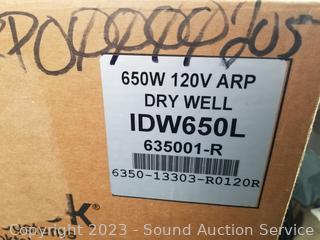 650W 120V ARP
DRY WELL
IDW650L
635001-R
6350-13303-R0120R
Copyright 2023 - Sound Auction Service